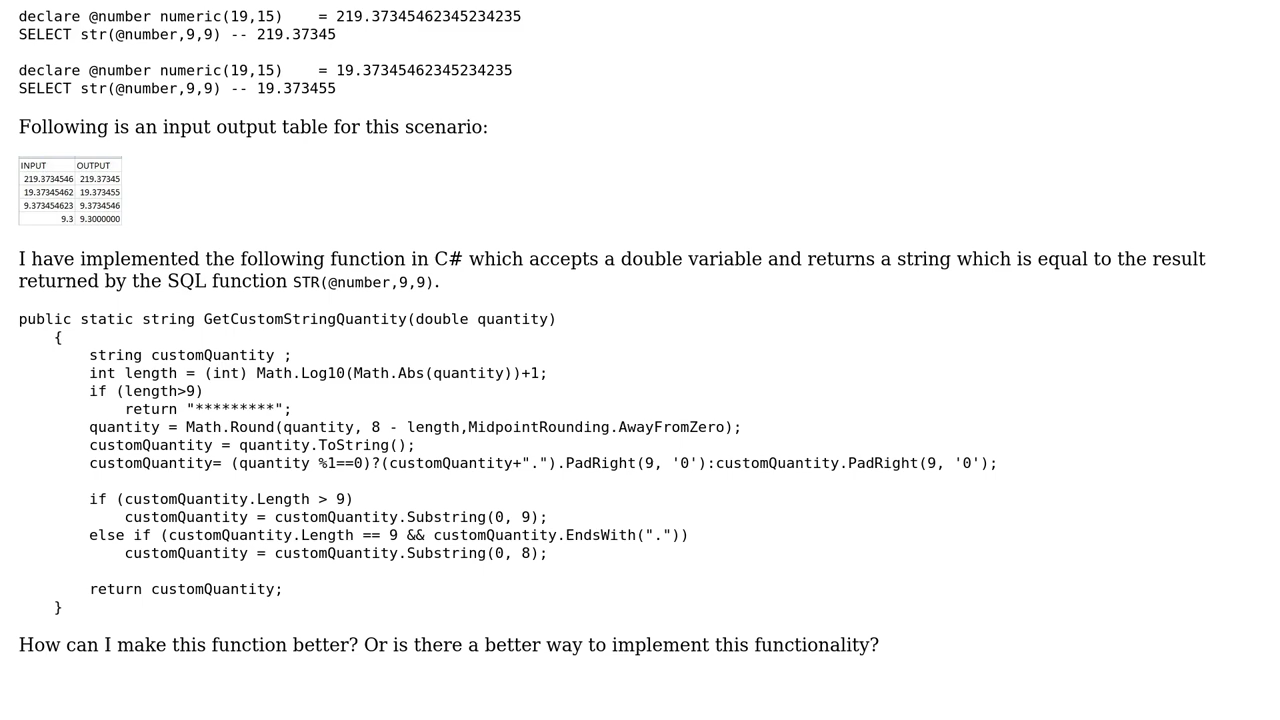 declare @number numeric(19,15)    = 219.37345462345234235
SELECT str(@number,9,9) -- 219.37345
declare @number numeric(19,15)    = 19.37345462345234235
SELECT str(@number,9,9) -- 19.373455
Following is an input output table for this scenario:
INPUT OUTPUT
219.3734546 219.37345
19.37345462 19.373455
9.373454623 9.3734546
9.3 9.3000000
I have implemented the following function in C# which accepts a double variable and returns a string which is equal to the result
returned by the SQL function STR(@number,9,9).
public static string GetCustomStringQuantity(double quantity)
    {
        string customQuantity ;
        int length = (int) Math.Log10(Math.Abs(quantity))+1;
        if (length>9)
            return "*********";
        quantity = Math.Round(quantity, 8 - length,MidpointRounding.AwayFromZero);
        customQuantity = quantity.ToString();
        customQuantity= (quantity %1==0)?(customQuantity+".").PadRight(9, '0'):customQuantity.PadRight(9, '0');
        if (customQuantity.Length > 9)
            customQuantity = customQuantity.Substring(0, 9);
        else if (customQuantity.Length == 9 && customQuantity.EndsWith("."))
            customQuantity = customQuantity.Substring(0, 8);
        return customQuantity;
    }
How can I make this function better? Or is there a better way to implement this functionality?